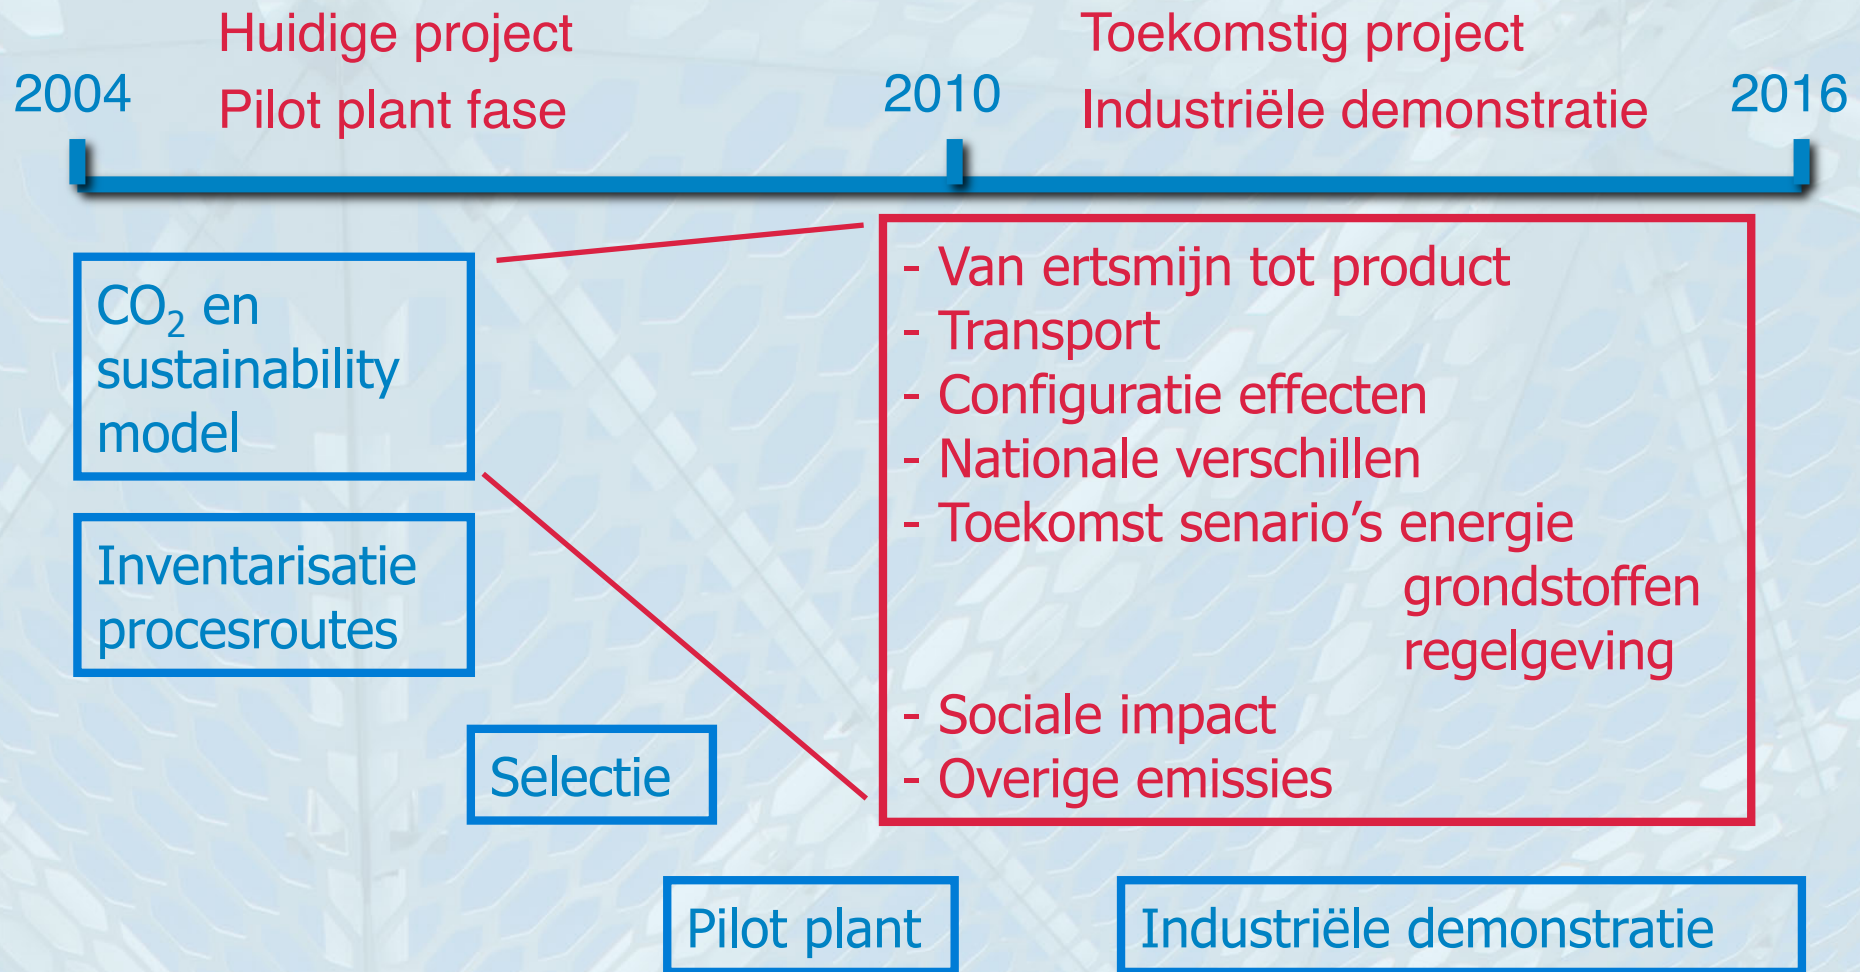 Huidige project
Pilot plant fase
Toekomstig project
Industriële demonstratie
2004
2010
2016
CO₂ en
sustainability
model
Inventarisatie
procesroutes
Selectie
- Van ertsmijn tot product
- Transport
- Configuratie effecten
- Nationale verschillen
- Toekomst senario’s energie
grondstoffen
regelgeving
- Sociale impact
- Overige emissies
Pilot plant
Industriële demonstratie